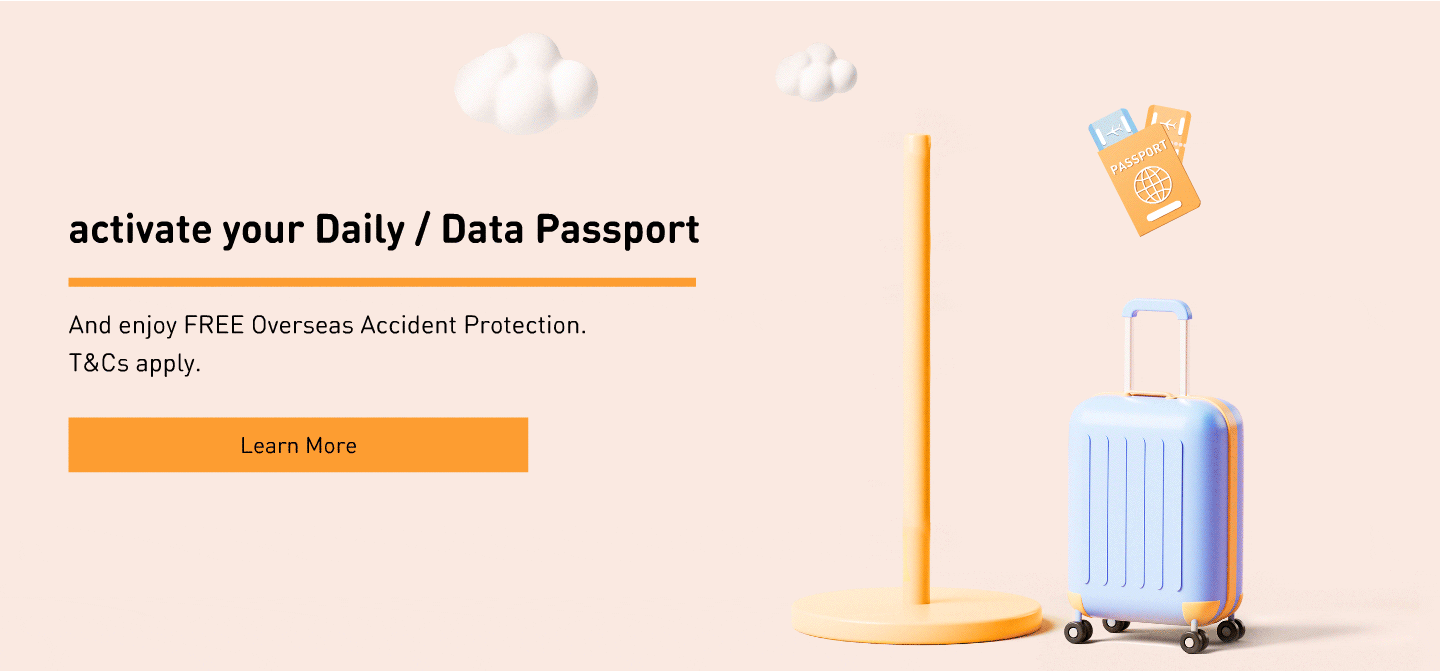 activate your Daily / Data Passport
And enjoy FREE Overseas Accident Protection.
T&Cs apply.
Learn More
PASSPORT